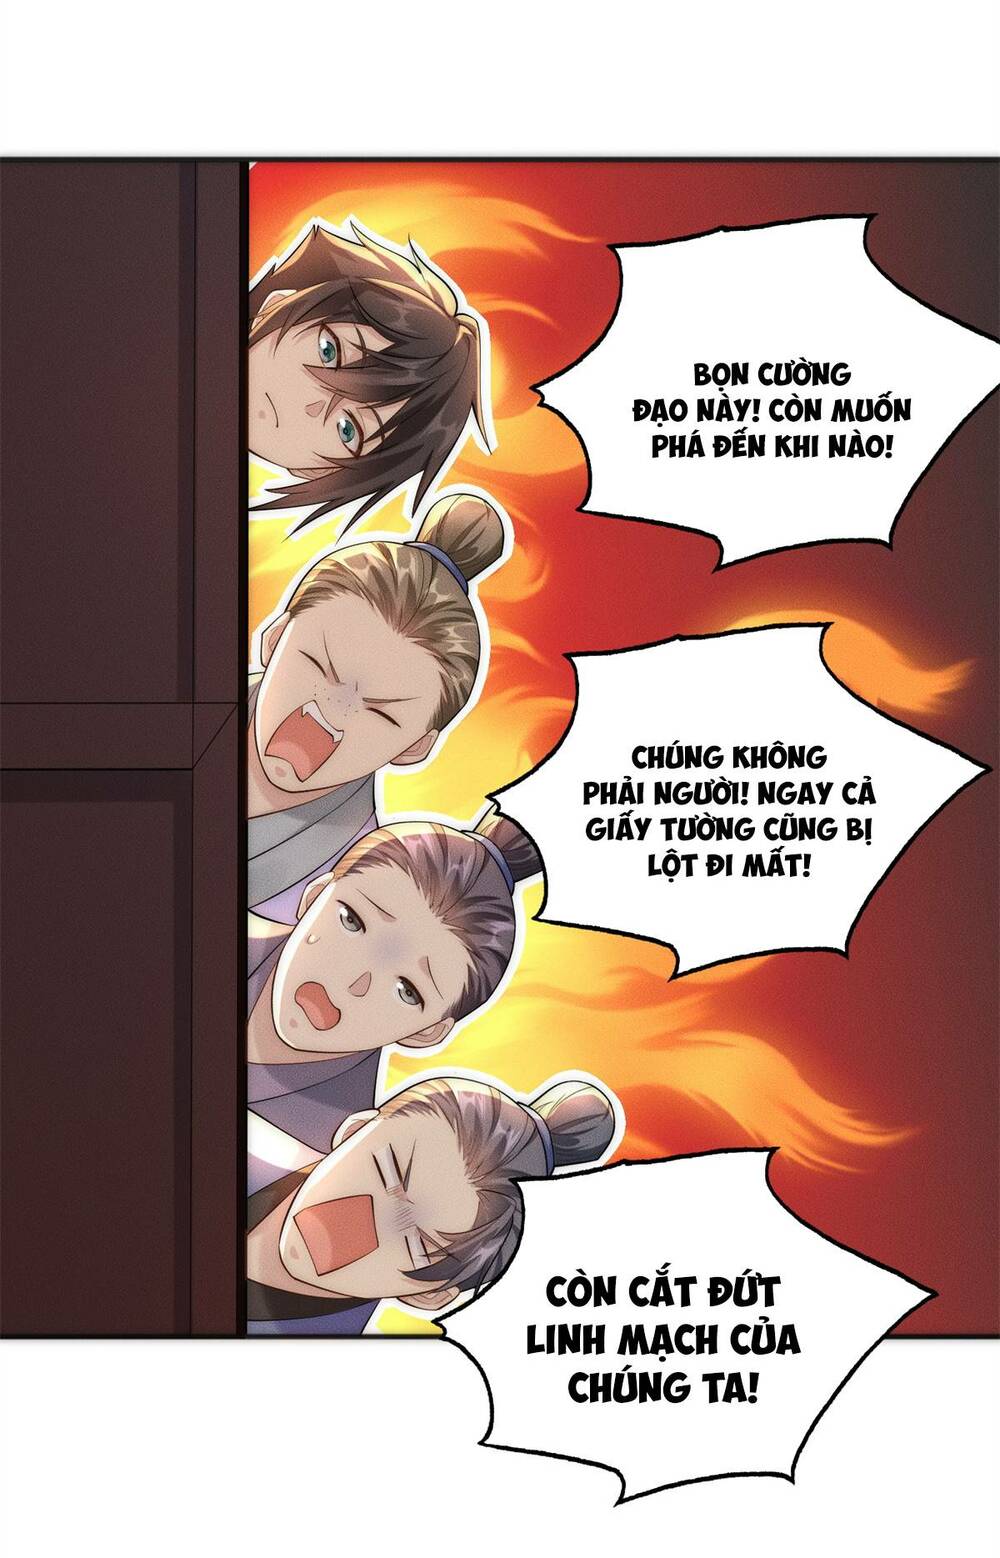 BỌN CƯỜNG
ĐẠO NÀY! CÒN MUỐN
PHÁ ĐẾN KHI NÀO!
CHÚNG KHÔNG
PHẢI NGƯỜI! NGAY CẢ
GIẤY TƯỜNG CŨNG BỊ
LỘT ĐI MẤT!
CÒN CẮT ĐỨT
LINH MẠCH CỦA
CHÚNG TA!